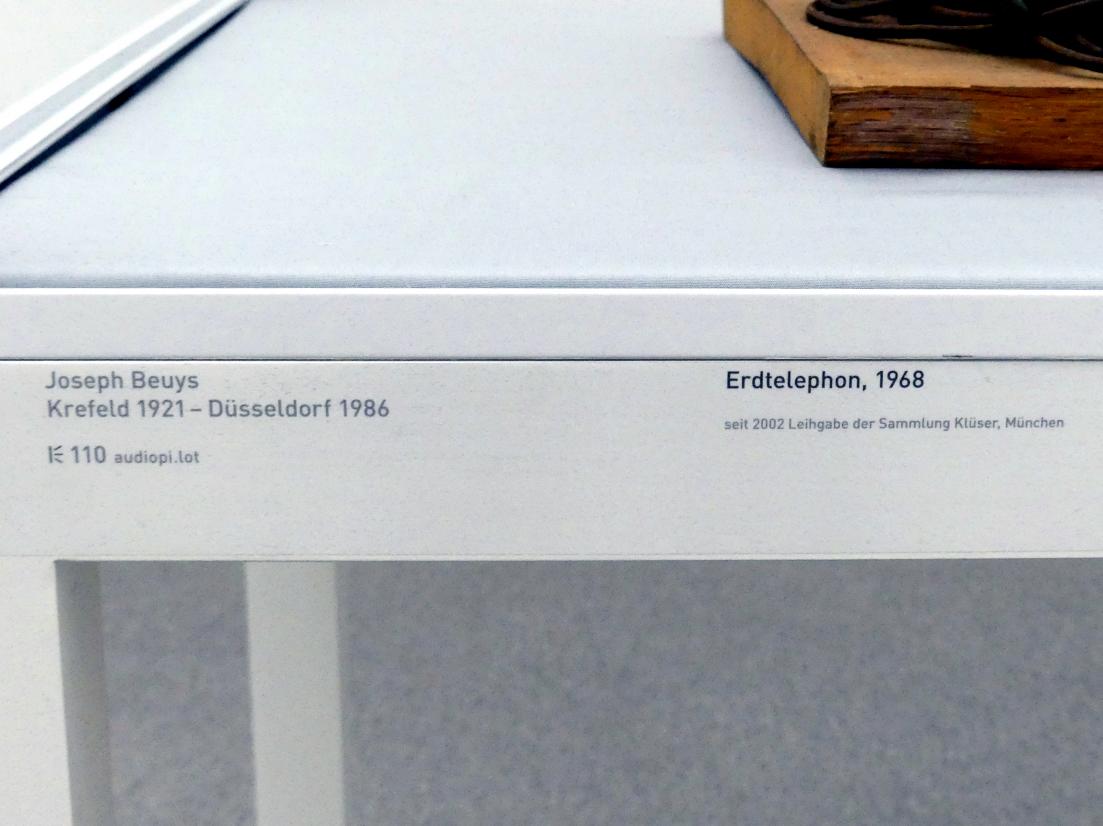 Joseph Beuys
Krefeld 1921 – Düsseldorf 1986
110 audiopi.lot
Erdtelephon, 1968
seit 2002 Leihgabe der Sammlung Klüser, München